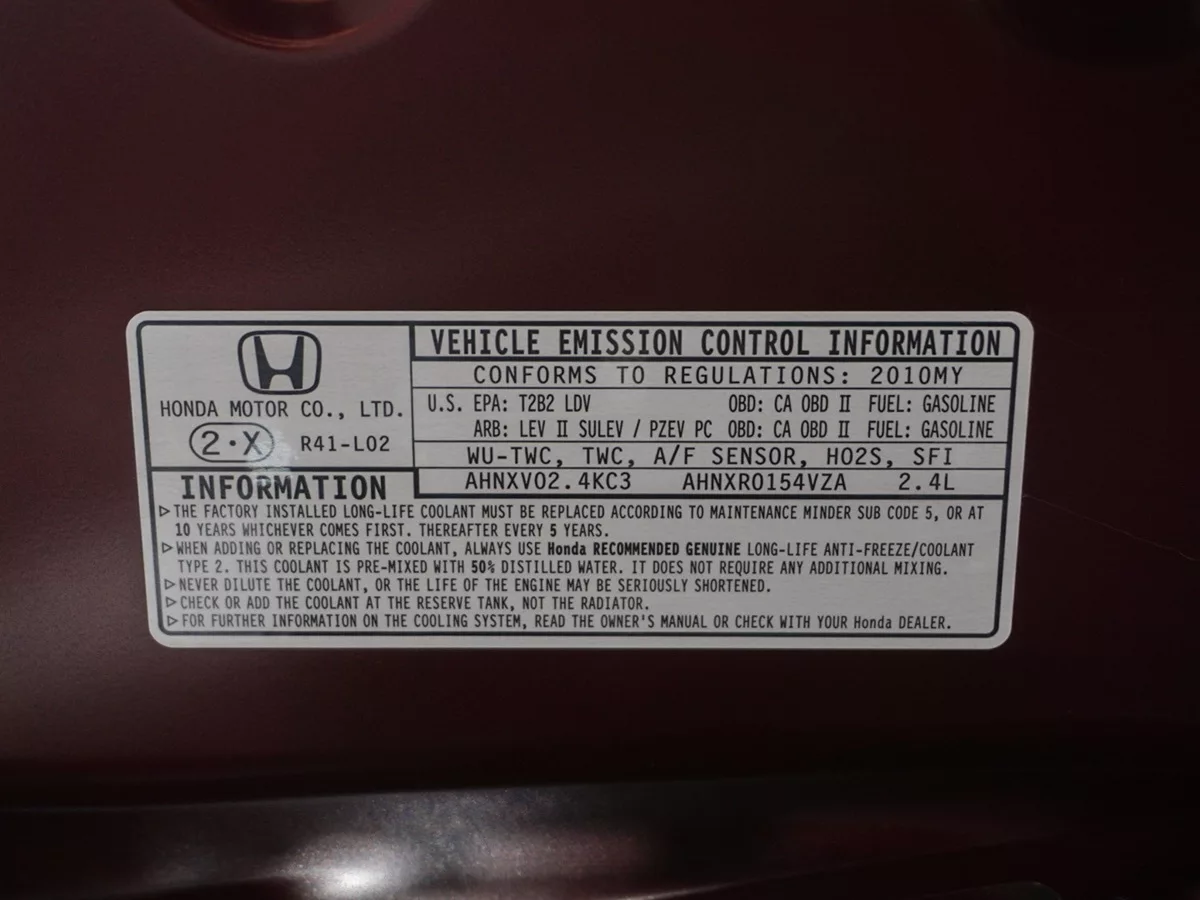 HONDA MOTOR CO., LTD.
2·X R41-L02
VEHICLE EMISSION CONTROL INFORMATION
CONFORMS TO REGULATIONS: 2010MY
U.S. EPA: T2B2 LDV OBD: CA OBD II FUEL: GASOLINE
ARB: LEV II SULEV / PZEV PC OBD: CA OBD II FUEL: GASOLINE
WU-TWC, TWC, A/F SENSOR, HO2S, SFI
AHNXV02.4KC3 AHNXR0154VZA 2.4L
INFORMATION
▷THE FACTORY INSTALLED LONG-LIFE COOLANT MUST BE REPLACED ACCORDING TO MAINTENANCE MINDER SUB CODE 5, OR AT
10 YEARS WHICHEVER COMES FIRST. THEREAFTER EVERY 5 YEARS.
▷WHEN ADDING OR REPLACING THE COOLANT, ALWAYS USE Honda RECOMMENDED GENUINE LONG-LIFE ANTI-FREEZE/COOLANT
TYPE 2. THIS COOLANT IS PRE-MIXED WITH 50% DISTILLED WATER. IT DOES NOT REQUIRE ANY ADDITIONAL MIXING.
▷NEVER DILUTE THE COOLANT, OR THE LIFE OF THE ENGINE MAY BE SERIOUSLY SHORTENED.
▷CHECK OR ADD THE COOLANT AT THE RESERVE TANK, NOT THE RADIATOR.
▷FOR FURTHER INFORMATION ON THE COOLING SYSTEM, READ THE OWNER'S MANUAL OR CHECK WITH YOUR Honda DEALER.